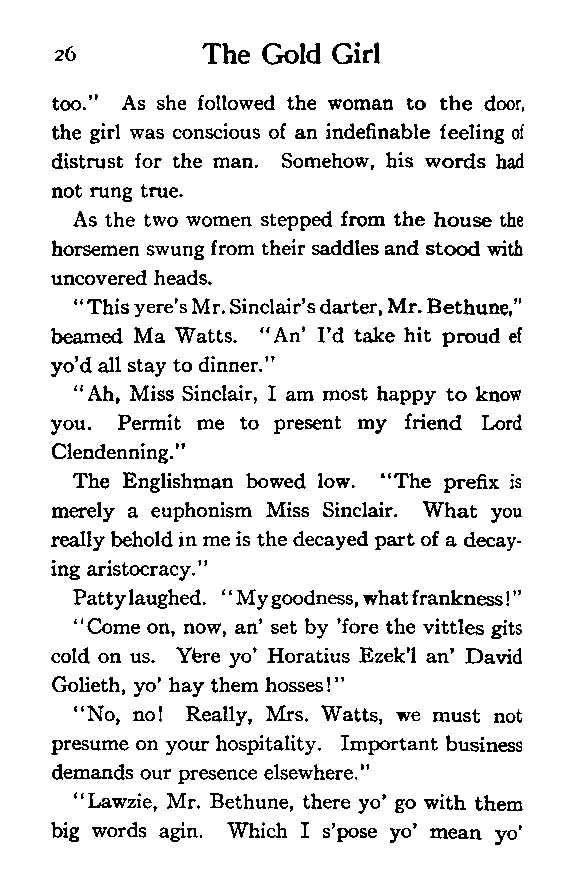 26 The Gold Girl
too." As she followed the woman to the door,
the girl was conscious of an indefinable feeling of
distrust for the man. Somehow, his words had
not rung true.
As the two women stepped from the house the
horsemen swung from their saddles and stood with
uncovered heads.
"This yere's Mr. Sinclair's darter, Mr. Bethune,"
beamed Ma Watts. "An' I'd take hit proud ef
yo'd all stay to dinner."
"Ah, Miss Sinclair, I am most happy to know
you. Permit me to present my friend Lord
Clendenning."
The Englishman bowed low. "The prefix is
merely a euphonism Miss Sinclair. What you
really behold in me is the decayed part of a decay-
ing aristocracy."
Patty laughed. "My goodness, what frankness!"
"Come on, now, an' set by 'fore the vittles gits
cold on us. Yere yo' Horatius Ezek'l an' David
Golieth, yo' hay them hosses!"
"No, no! Really, Mrs. Watts, we must not
presume on your hospitality. Important business
demands our presence elsewhere."
"Lawzie, Mr. Bethune, there yo' go with them
big words agin. Which I s'pose yo' mean yo'